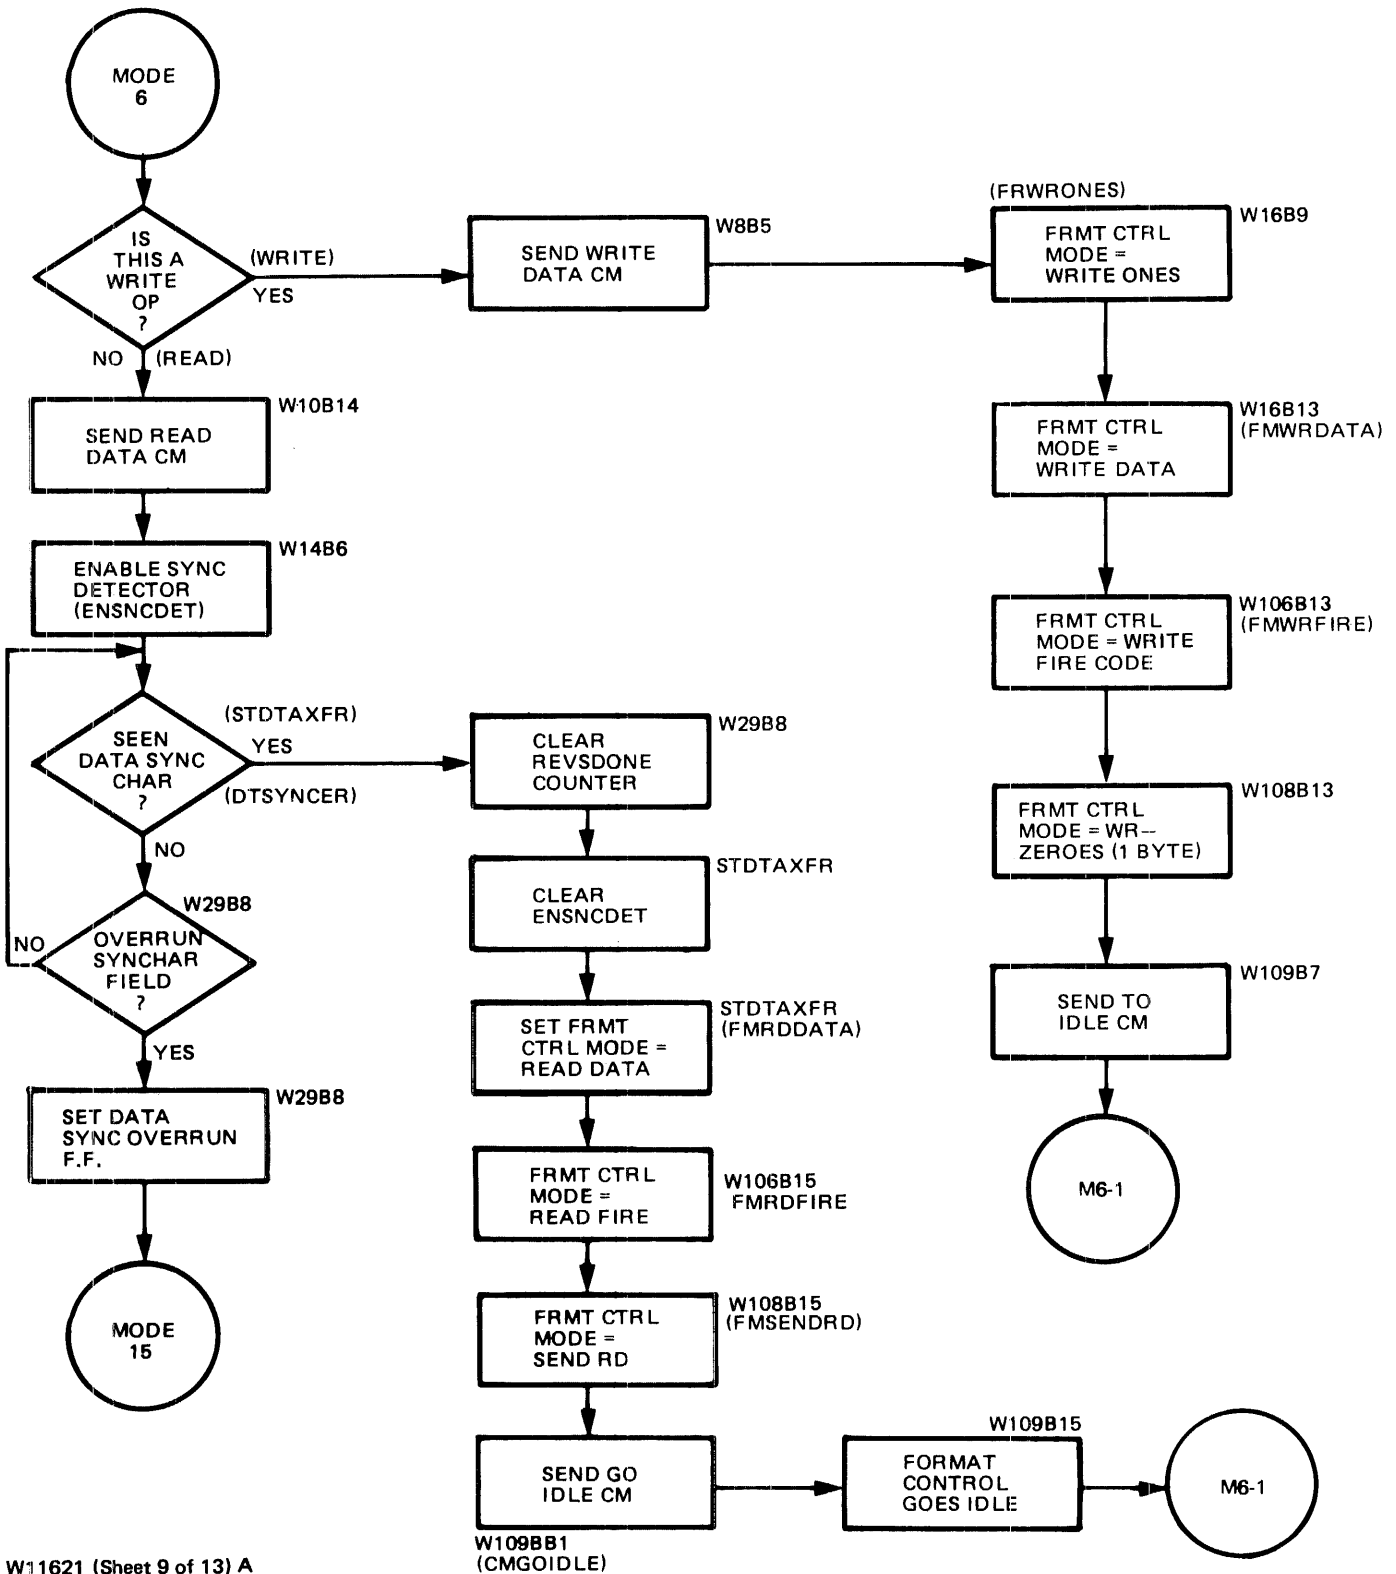 MODE
6
IS
THIS A
WRITE
OP
?
(WRITE)
YES
NO (READ)
SEND WRITE
DATA CM
W8B5
(FRWRONES)
FRMT CTRL
MODE =
WRITE ONES
W16B9
W10B14
SEND READ
DATA CM
W14B6
ENABLE SYNC
DETECTOR
(ENSNCDET)
SEEN
DATA SYNC
CHAR
?
(STDTAXFR)
YES
(DTSYNCER)
NO
W29B8
OVERRUN
SYNCHAR
FIELD
?
NO
YES
W29B8
SET DATA
SYNC OVERRUN
F.F.
MODE
15
W29B8
CLEAR
REVSDONE
COUNTER
STDTAXFR
CLEAR
ENSNCDET
STDTAXFR
(FMRDDATA)
SET FRMT
CTRL MODE =
READ DATA
FRMT CTRL
MODE =
READ FIRE
W106B15
FMRDFIRE
FRMT CTRL
MODE =
SEND RD
W108B15
(FMSENDRD)
SEND GO
IDLE CM
W109BB1
(CMGOIDLE)
W109B15
FORMAT
CONTROL
GOES IDLE
M6-1
W16B13
(FMWRDATA)
FRMT CTRL
MODE =
WRITE DATA
W106B13
(FMWRFIRE)
FRMT CTRL
MODE = WRITE
FIRE CODE
W108B13
FRMT CTRL
MODE = WR--
ZEROES (1 BYTE)
W109B7
SEND TO
IDLE CM
M6-1
W11621 (Sheet 9 of 13) A